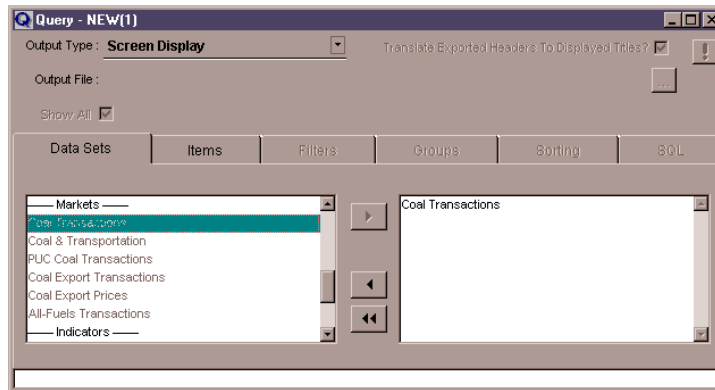 Query - NEW(1)
Output Type : Screen Display
Translate Exported Headers To Displayed Titles?
Output File :
...
Show All
Data Sets Items Filters Groups Sorting SQL
—— Markets ——
Coal Transactions
Coal & Transportation
PUC Coal Transactions
Coal Export Transactions
Coal Export Prices
All-Fuels Transactions
—— Indicators ——
Coal Transactions